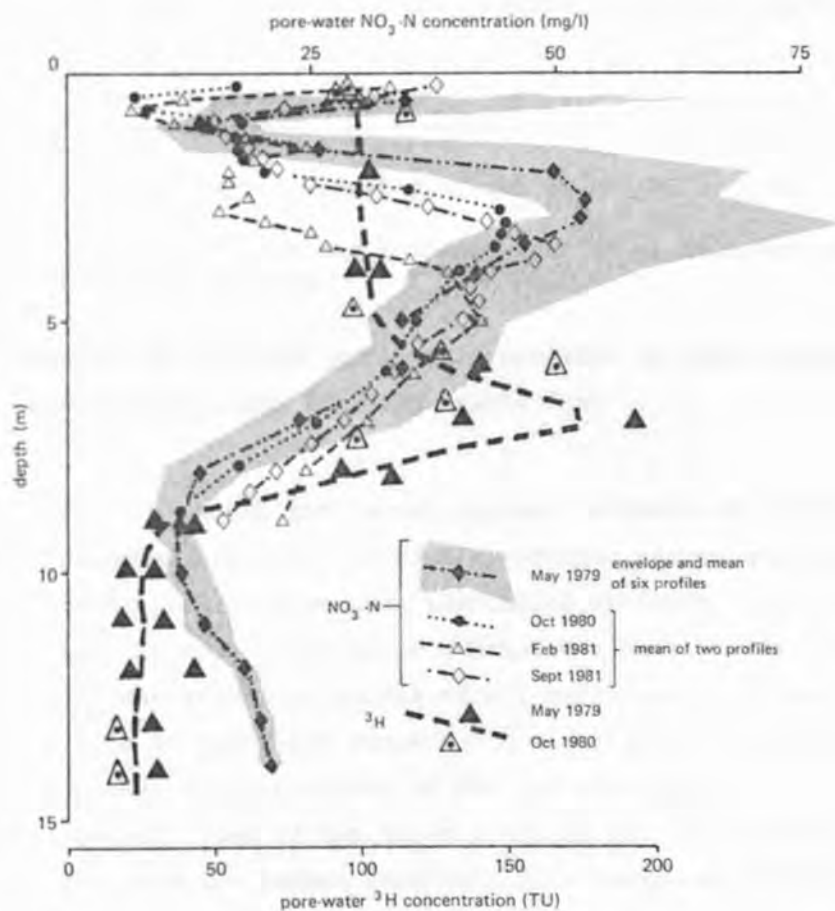 pore-water NO3-N concentration (mg/l)
25 50 75
0
5
10
15
depth (m)
NO3-N
May 1979
envelope and mean
of six profiles
Oct 1980
Feb 1981
Sept 1981
mean of two profiles
3H
May 1979
Oct 1980
0 50 100 150 200
pore-water 3H concentration (TU)